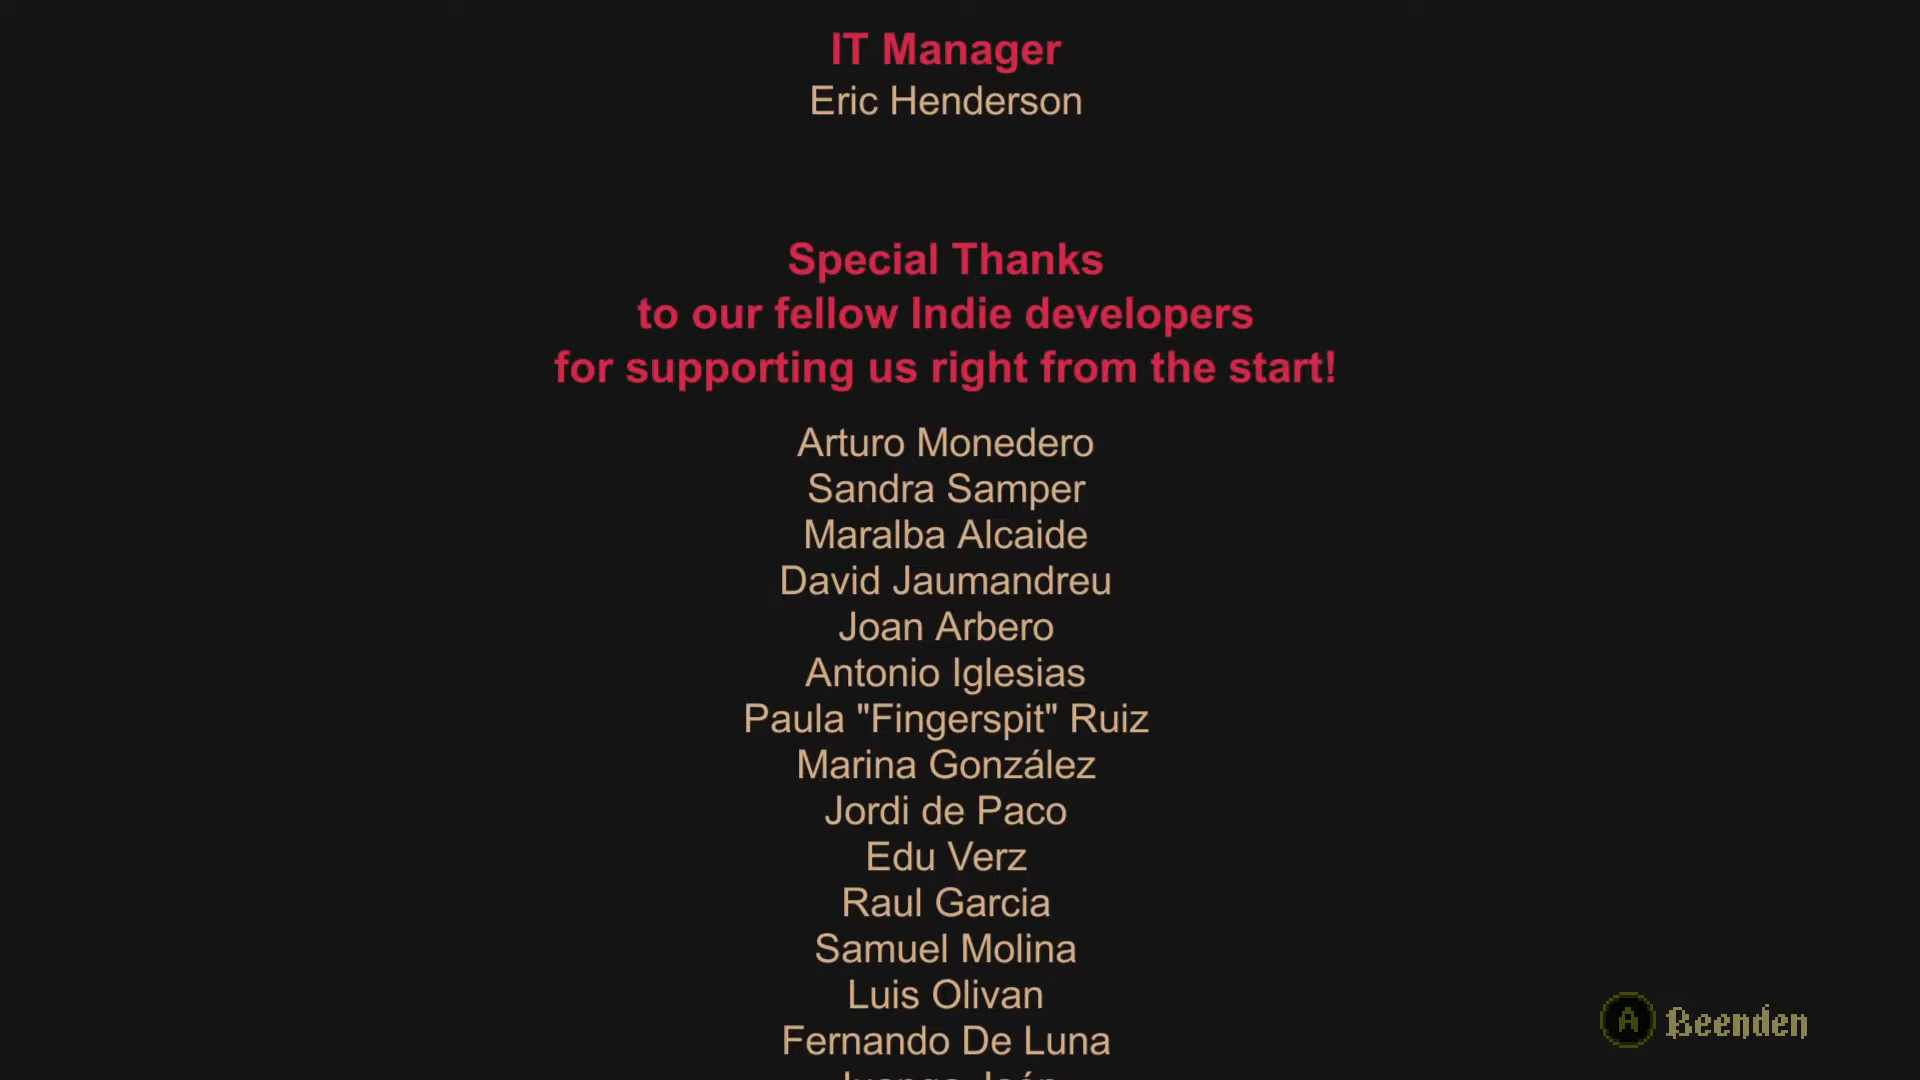 IT Manager
Eric Henderson
Special Thanks
to our fellow Indie developers
for supporting us right from the start!
Arturo Monedero
Sandra Samper
Maralba Alcaide
David Jaumandreu
Joan Arbero
Antonio Iglesias
Paula "Fingerspit" Ruiz
Marina González
Jordi de Paco
Edu Verz
Raul Garcia
Samuel Molina
Luis Olivan
Fernando De Luna
A Beenden